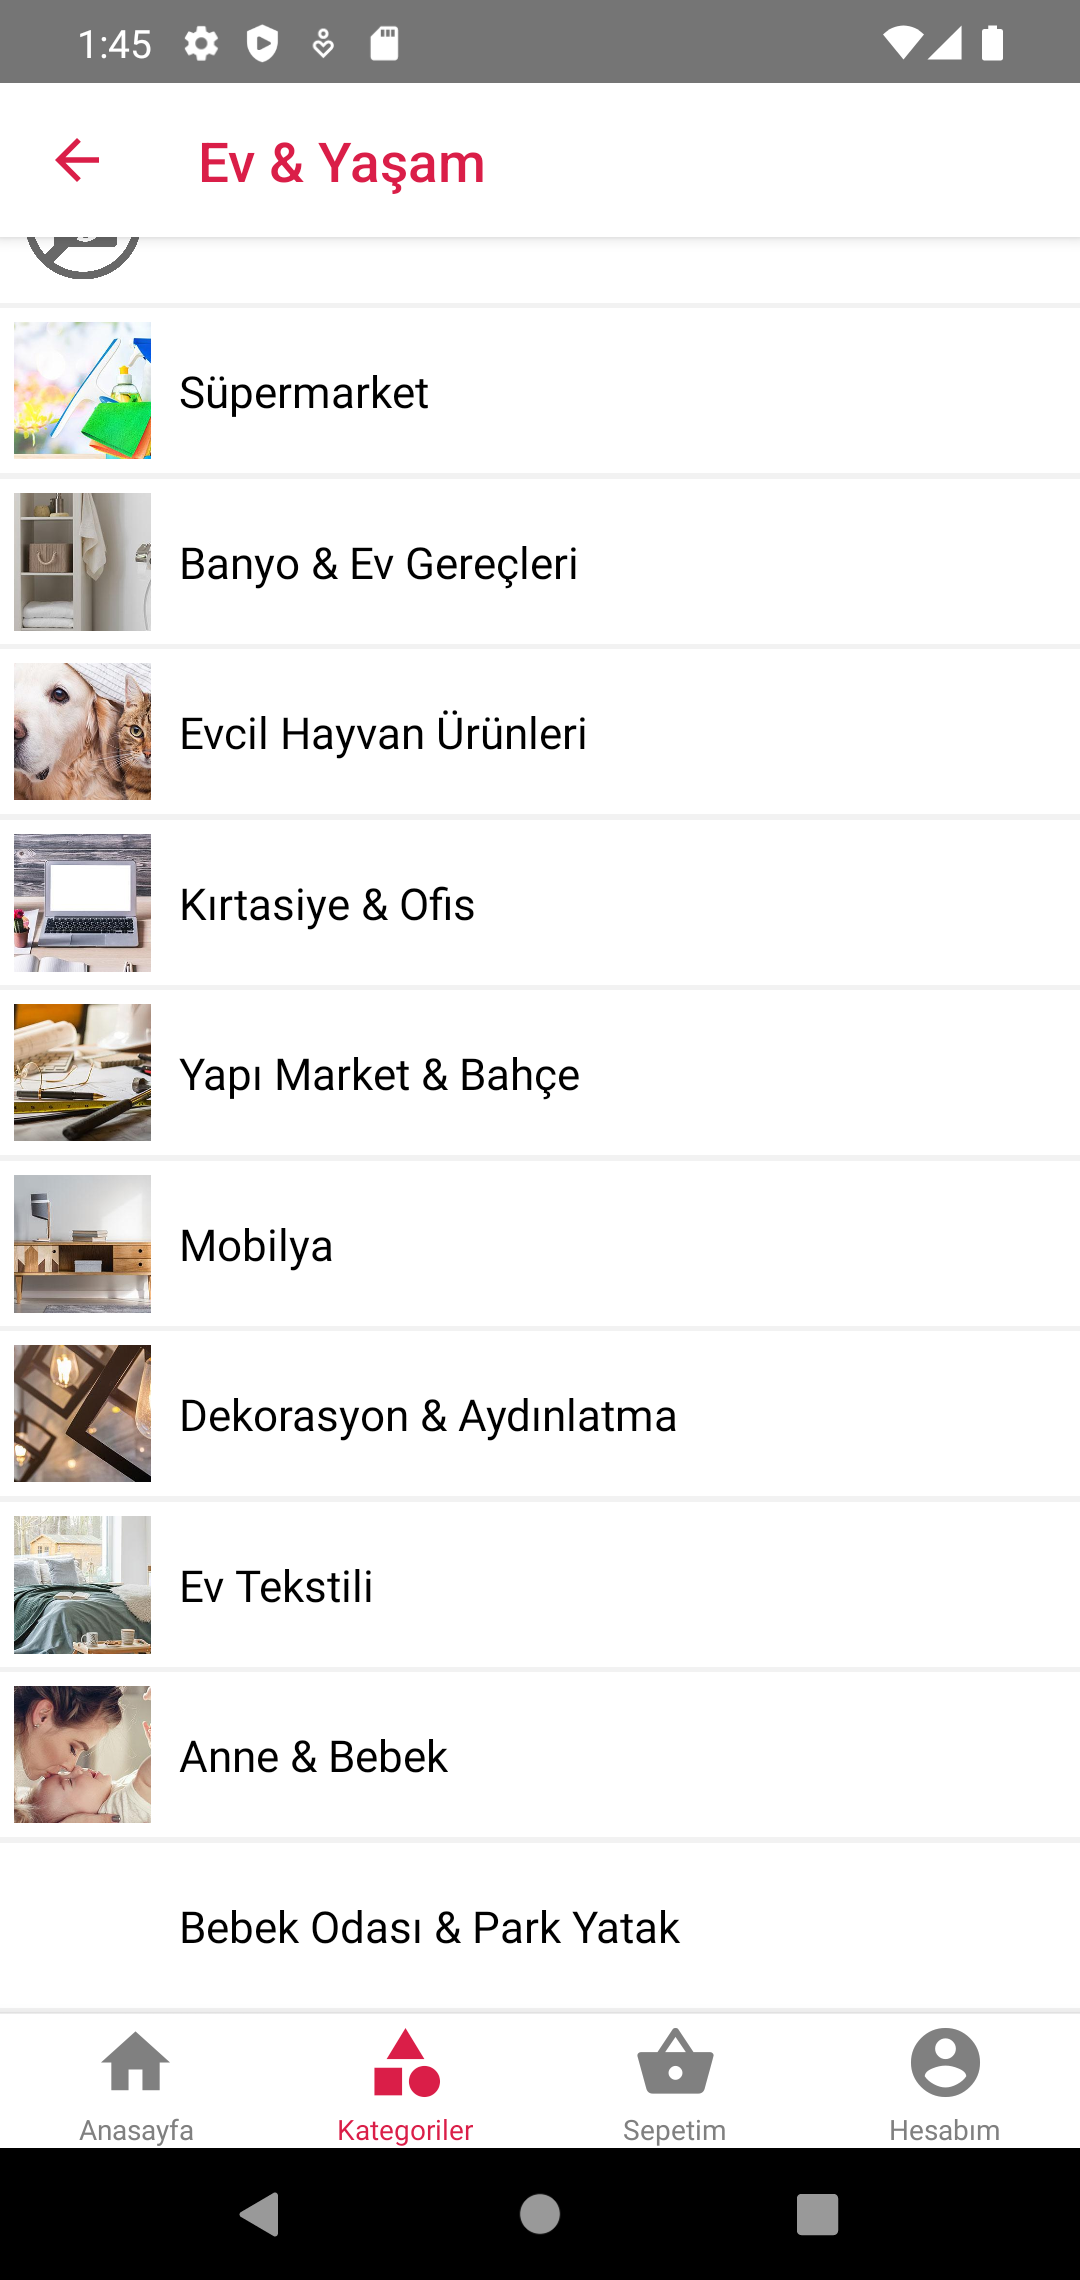 1:45
Ev & Yaşam
Süpermarket
Banyo & Ev Gereçleri
Evcil Hayvan Ürünleri
Kırtasiye & Ofis
Yapı Market & Bahçe
Mobilya
Dekorasyon & Aydınlatma
Ev Tekstili
Anne & Bebek
Bebek Odası & Park Yatak
Anasayfa
Kategoriler
Sepetim
Hesabım